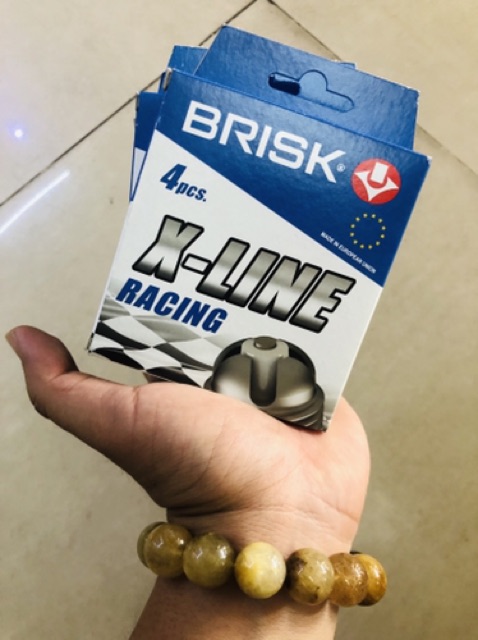 BRISK®
4pcs.
MADE IN EUROPEAN UNION
X-LINE
RACING